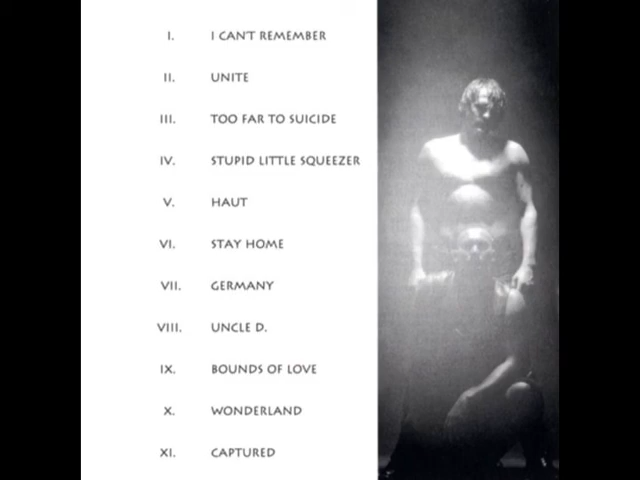 I. I CAN'T REMEMBER
II. UNITE
III. TOO FAR TO SUICIDE
IV. STUPID LITTLE SQUEEZER
V. HAUT
VI. STAY HOME
VII. GERMANY
VIII. UNCLE D.
IX. BOUNDS OF LOVE
X. WONDERLAND
XI. CAPTURED